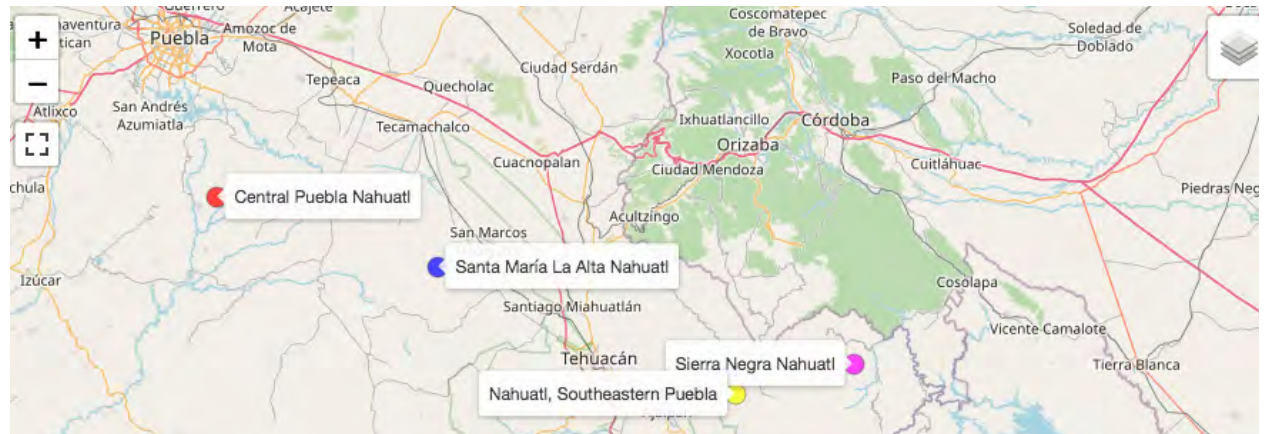 Coscomatepec
de Bravo
Soledad de
Doblado
Amozoc de
Mota
Puebla
+
−
Xocotla
Ciudad Serdán
Tepeaca
Quecholac
Paso del Macho
Atlixco
San Andrés
Azumiatla
Ixhuatlancillo
Córdoba
Tecamachalco
Orizaba
Cuacnopalan
Ciudad Mendoza
Cuitláhuac
Piedras Neg
Central Puebla Nahuatl
Acultzingo
San Marcos
Santa María La Alta Nahuatl
Izúcar
Cosolapa
Santiago Miahuatlán
Vicente Camalote
Tehuacán
Sierra Negra Nahuatl
Tierra Blanca
Nahuatl, Southeastern Puebla